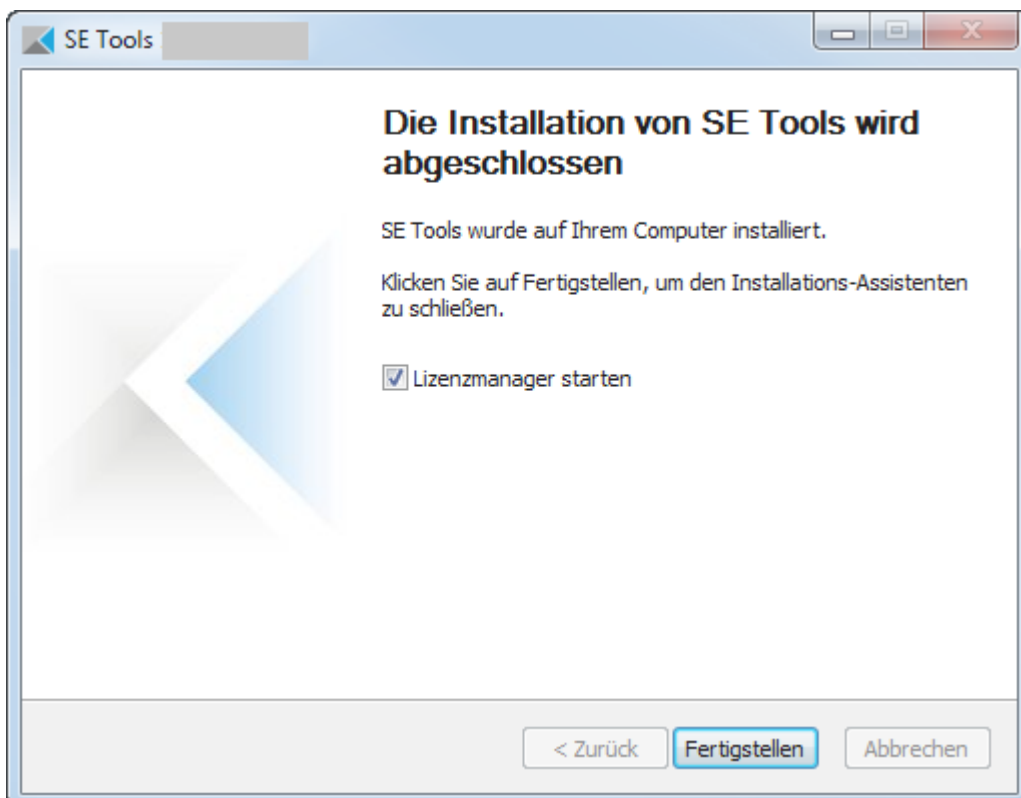 SE Tools
Die Installation von SE Tools wird
abgeschlossen
SE Tools wurde auf Ihrem Computer installiert.
Klicken Sie auf Fertigstellen, um den Installations-Assistenten
zu schließen.
Lizenzmanager starten
< Zurück Fertigstellen Abbrechen